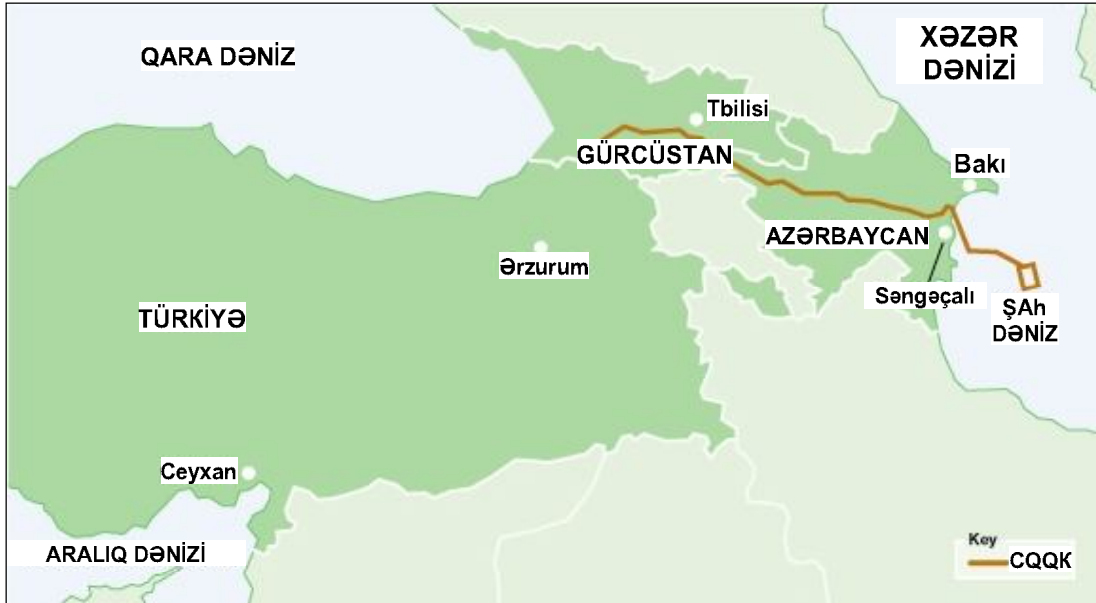 QARA DƏNİZ
XƏZƏR
DƏNİZİ
Tbilisi
GÜRCÜSTAN
Bakı
AZƏRBAYCAN
Ərzurum
Səngəçalı
TÜRKİYƏ
ŞAh
DƏNİZ
Ceyxan
ARALIQ DƏNİZİ
Key
CQQK